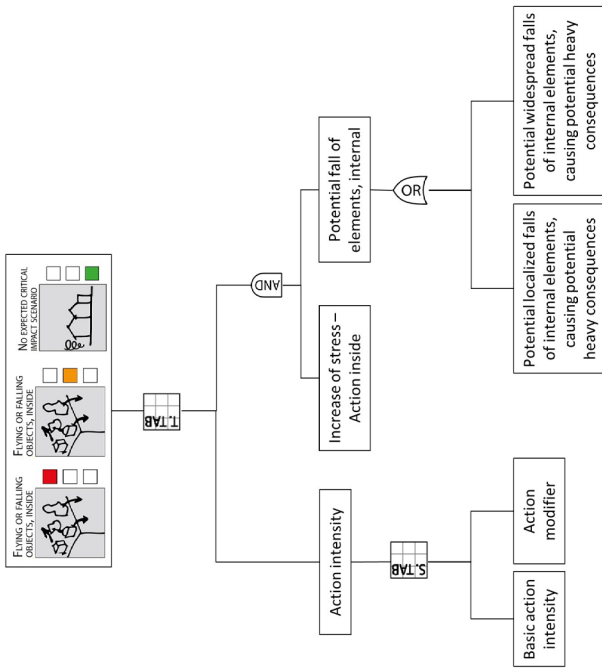 FLYING OR FALLING
OBJECTS, INSIDE
FLYING OR FALLING
OBJECTS, INSIDE
NO EXPECTED CRITICAL
IMPACT SCENARIO
T.TAB
AND
Action intensity
Increase of stress –
Action inside
Potential fall of
elements, internal
S.TAB
OR
Basic action
intensity
Action
modifier
Potential localized falls
of internal elements,
causing potential
heavy consequences
Potential widespread falls
of internal elements,
causing potential heavy
consequences